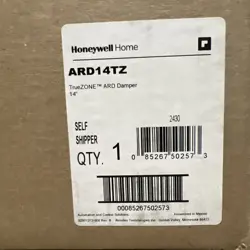 Honeywell Home
ARD14TZ
TrueZONE™ ARD Damper
14"
2430
SELF
SHIPPER
QTY. 1
0 85267 50257 3
00085267502573
Automation and Control Solutions